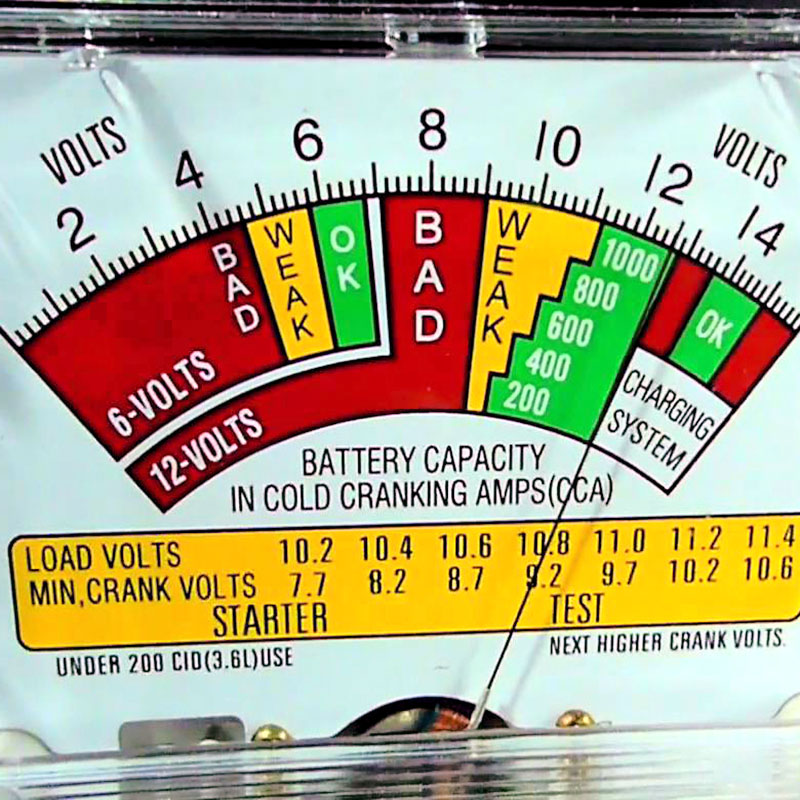 VOLTS 2 4 6 8 10 12 14 VOLTS
BAD WEAK OK BAD WEAK
1000
800
600
400
200
OK
6-VOLTS
12-VOLTS
CHARGING
SYSTEM
BATTERY CAPACITY
IN COLD CRANKING AMPS(CCA)
LOAD VOLTS 10.2 10.4 10.6 10.8 11.0 11.2 11.4
MIN,CRANK VOLTS 7.7 8.2 8.7 9.2 9.7 10.2 10.6
STARTER TEST
UNDER 200 CID(3.6L)USE NEXT HIGHER CRANK VOLTS.